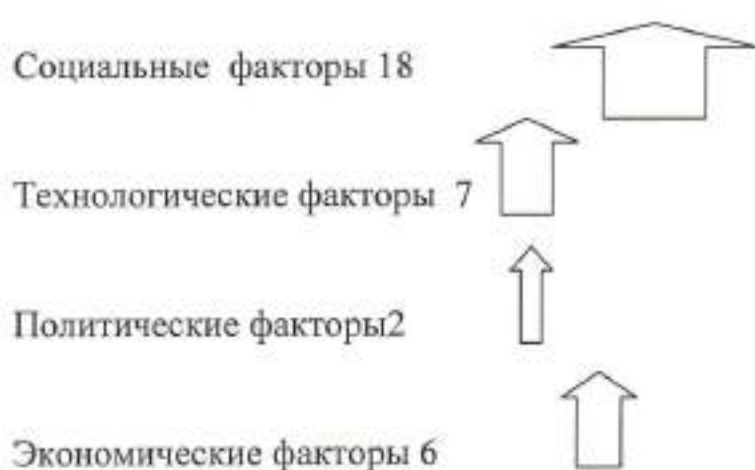 Социальные факторы 18
Технологические факторы 7
Политические факторы2
Экономические факторы 6